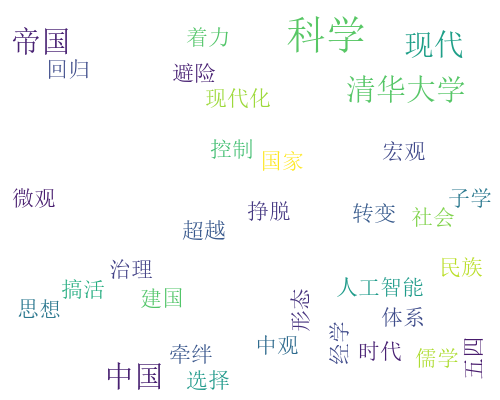 科学
帝国
着力
现代
回归
避险
清华大学
现代化
控制
国家
宏观
微观
子学
挣脱
转变
社会
超越
治理
民族
搞活
人工智能
建国
思想
形态
体系
经学
中观
牵绊
时代
儒学
五四
中国
选择